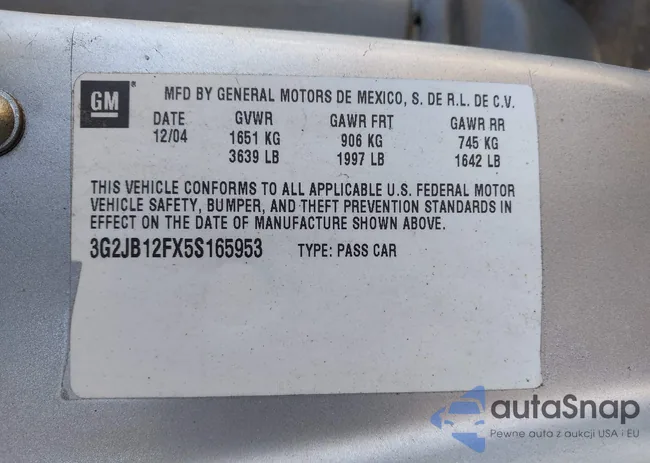 GM MFD BY GENERAL MOTORS DE MEXICO, S. DE R.L. DE C.V.
DATE GVWR GAWR FRT GAWR RR
12/04 1651 KG 906 KG 745 KG
3639 LB 1997 LB 1642 LB
THIS VEHICLE CONFORMS TO ALL APPLICABLE U.S. FEDERAL MOTOR
VEHICLE SAFETY, BUMPER, AND THEFT PREVENTION STANDARDS IN
EFFECT ON THE DATE OF MANUFACTURE SHOWN ABOVE.
3G2JB12FX5S165953 TYPE: PASS CAR
autaSnap
Pewne auta z aukcji USA i EU